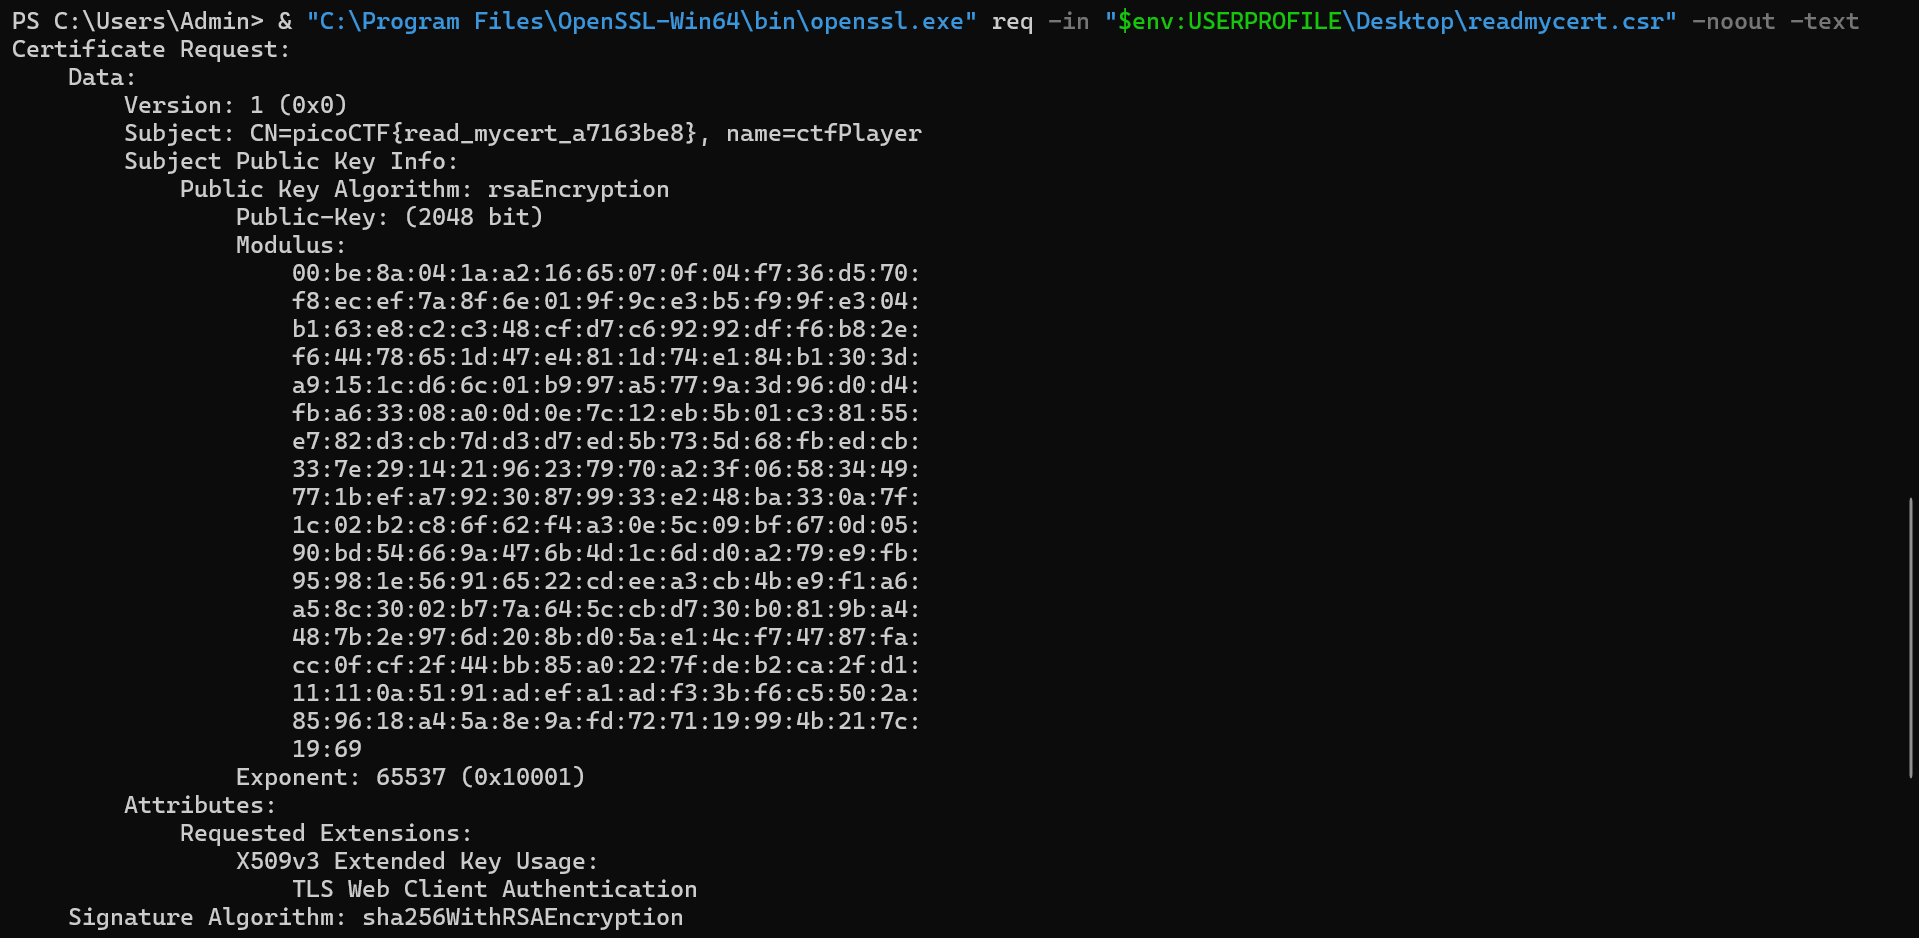 PS C:\Users\Admin> & "C:\Program Files\OpenSSL-Win64\bin\openssl.exe" req -in "$env:USERPROFILE\Desktop\readmycert.csr" -noout -text
Certificate Request:
    Data:
        Version: 1 (0x0)
        Subject: CN=picoCTF{read_mycert_a7163be8}, name=ctfPlayer
        Subject Public Key Info:
            Public Key Algorithm: rsaEncryption
                Public-Key: (2048 bit)
                Modulus:
                    00:be:8a:04:1a:a2:16:65:07:0f:04:f7:36:d5:70:
                    f8:ec:ef:7a:8f:6e:01:9f:9c:e3:b5:f9:9f:e3:04:
                    b1:63:e8:c2:c3:48:cf:d7:c6:92:92:df:f6:b8:2e:
                    f6:44:78:65:1d:47:e4:81:1d:74:e1:84:b1:30:3d:
                    a9:15:1c:d6:6c:01:b9:97:a5:77:9a:3d:96:d0:d4:
                    fb:a6:33:08:a0:0d:0e:7c:12:eb:5b:01:c3:81:55:
                    e7:82:d3:cb:7d:d3:d7:ed:5b:73:5d:68:fb:ed:cb:
                    33:7e:29:14:21:96:23:79:70:a2:3f:06:58:34:49:
                    77:1b:ef:a7:92:30:87:99:33:e2:48:ba:33:0a:7f:
                    1c:02:b2:c8:6f:62:f4:a3:0e:5c:09:bf:67:0d:05:
                    90:bd:54:66:9a:47:6b:4d:1c:6d:d0:a2:79:e9:fb:
                    95:98:1e:56:91:65:22:cd:ee:a3:cb:4b:e9:f1:a6:
                    a5:8c:30:02:b7:7a:64:5c:cb:d7:30:b0:81:9b:a4:
                    48:7b:2e:97:6d:20:8b:d0:5a:e1:4c:f7:47:87:fa:
                    cc:0f:cf:2f:44:bb:85:a0:22:7f:de:b2:ca:2f:d1:
                    11:11:0a:51:91:ad:ef:a1:ad:f3:3b:f6:c5:50:2a:
                    85:96:18:a4:5a:8e:9a:fd:72:71:19:99:4b:21:7c:
                    19:69
                Exponent: 65537 (0x10001)
        Attributes:
            Requested Extensions:
                X509v3 Extended Key Usage:
                    TLS Web Client Authentication
    Signature Algorithm: sha256WithRSAEncryption